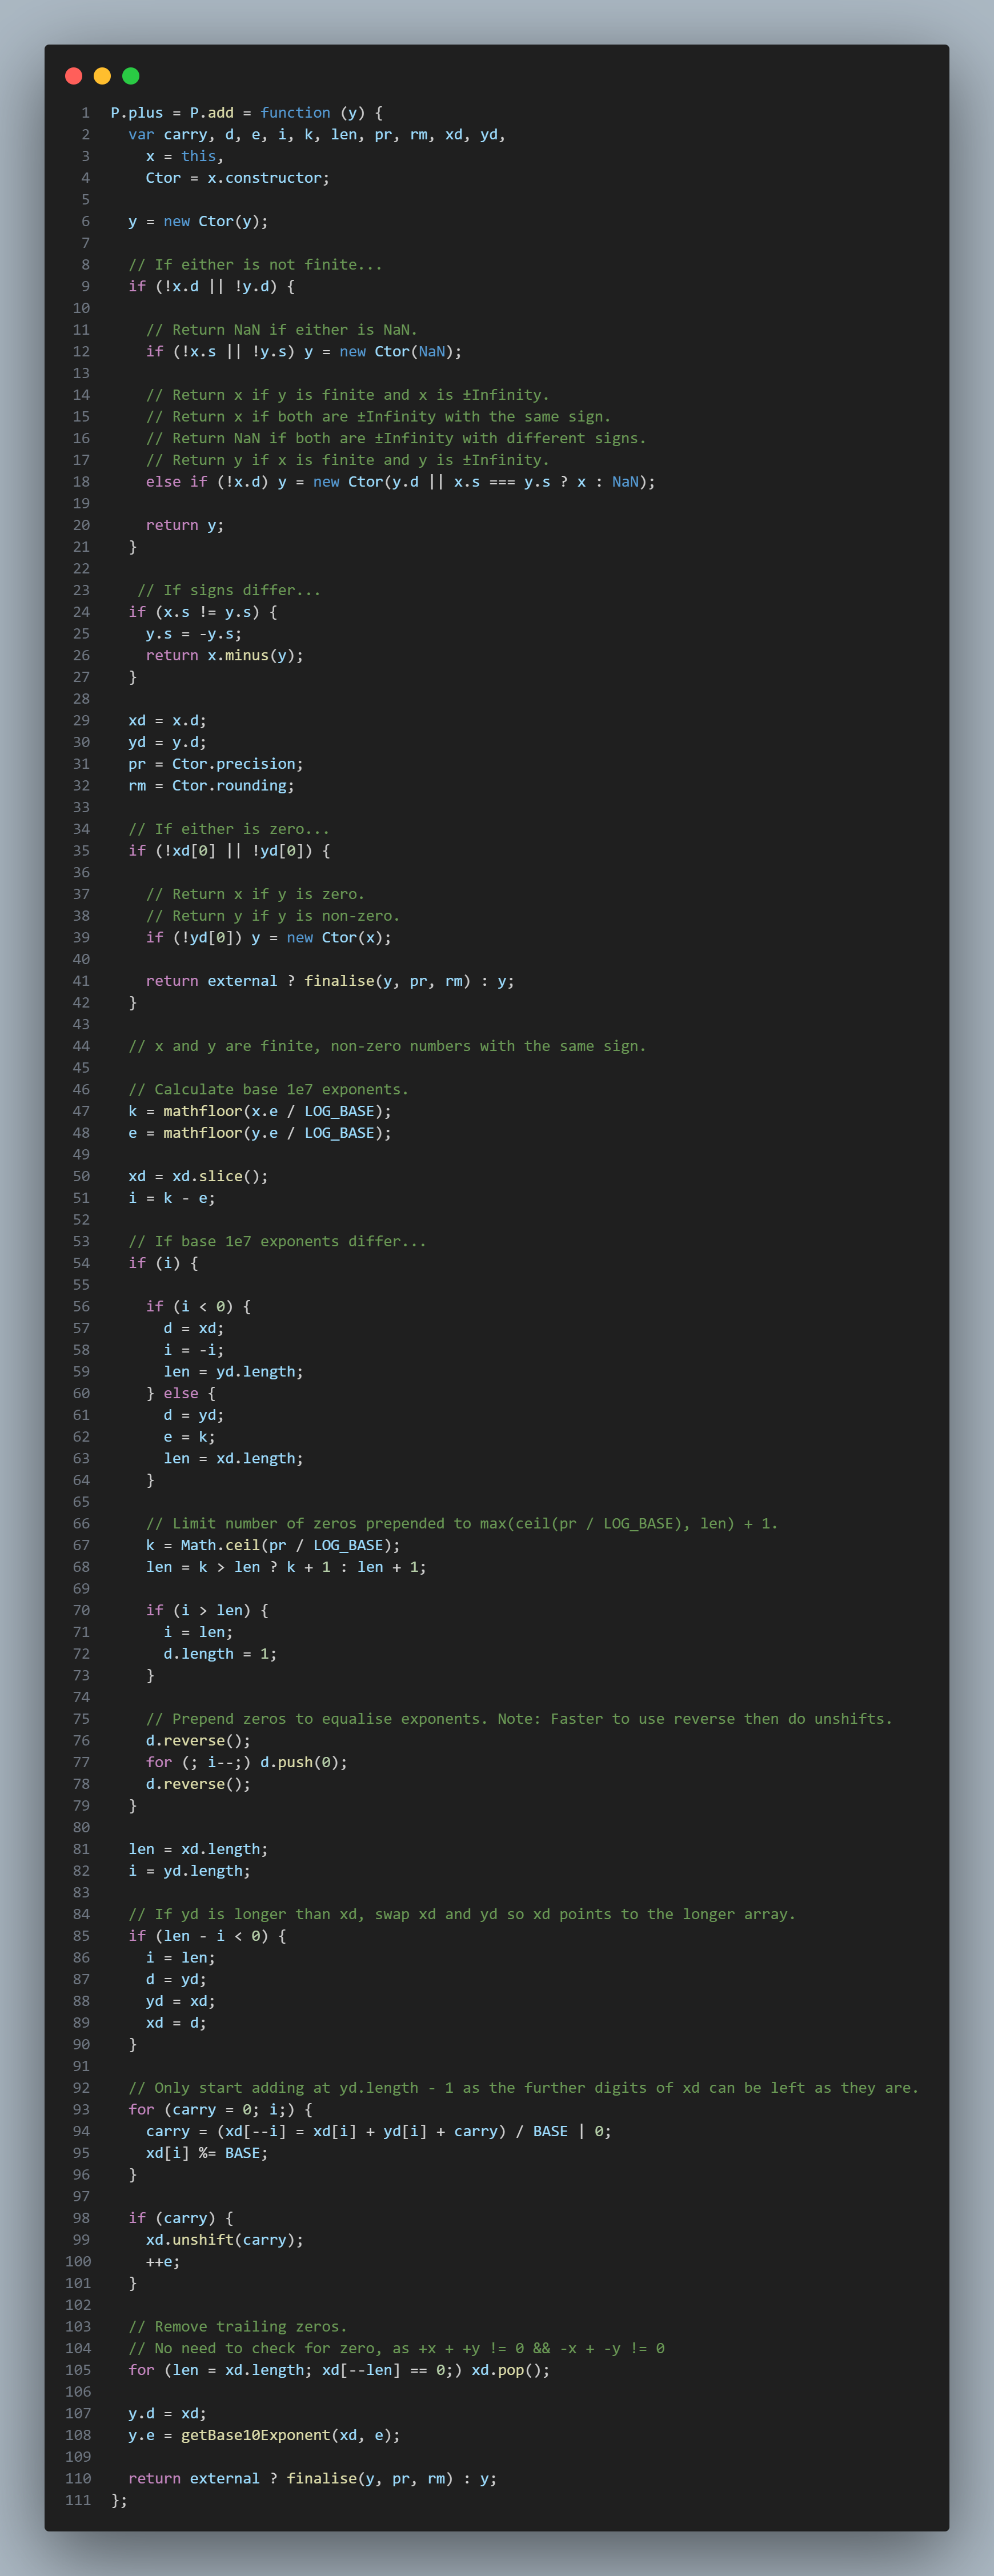 1 P.plus = P.add = function (y) {
2   var carry, d, e, i, k, len, pr, rm, xd, yd,
3     x = this,
4     Ctor = x.constructor;
5
6   y = new Ctor(y);
7
8   // If either is not finite...
9   if (!x.d || !y.d) {
10
11     // Return NaN if either is NaN.
12     if (!x.s || !y.s) y = new Ctor(NaN);
13
14     // Return x if y is finite and x is ±Infinity.
15     // Return x if both are ±Infinity with the same sign.
16     // Return NaN if both are ±Infinity with different signs.
17     // Return y if x is finite and y is ±Infinity.
18     else if (!x.d) y = new Ctor(y.d || x.s === y.s ? x : NaN);
19
20     return y;
21   }
22
23    // If signs differ...
24   if (x.s != y.s) {
25     y.s = -y.s;
26     return x.minus(y);
27   }
28
29   xd = x.d;
30   yd = y.d;
31   pr = Ctor.precision;
32   rm = Ctor.rounding;
33
34   // If either is zero...
35   if (!xd[0] || !yd[0]) {
36
37     // Return x if y is zero.
38     // Return y if y is non-zero.
39     if (!yd[0]) y = new Ctor(x);
40
41     return external ? finalise(y, pr, rm) : y;
42   }
43
44   // x and y are finite, non-zero numbers with the same sign.
45
46   // Calculate base 1e7 exponents.
47   k = mathfloor(x.e / LOG_BASE);
48   e = mathfloor(y.e / LOG_BASE);
49
50   xd = xd.slice();
51   i = k - e;
52
53   // If base 1e7 exponents differ...
54   if (i) {
55
56     if (i < 0) {
57       d = xd;
58       i = -i;
59       len = yd.length;
60     } else {
61       d = yd;
62       e = k;
63       len = xd.length;
64     }
65
66     // Limit number of zeros prepended to max(ceil(pr / LOG_BASE), len) + 1.
67     k = Math.ceil(pr / LOG_BASE);
68     len = k > len ? k + 1 : len + 1;
69
70     if (i > len) {
71       i = len;
72       d.length = 1;
73     }
74
75     // Prepend zeros to equalise exponents. Note: Faster to use reverse then do unshifts.
76     d.reverse();
77     for (; i--;) d.push(0);
78     d.reverse();
79   }
80
81   len = xd.length;
82   i = yd.length;
83
84   // If yd is longer than xd, swap xd and yd so xd points to the longer array.
85   if (len - i < 0) {
86     i = len;
87     d = yd;
88     yd = xd;
89     xd = d;
90   }
91
92   // Only start adding at yd.length - 1 as the further digits of xd can be left as they are.
93   for (carry = 0; i;) {
94     carry = (xd[--i] = xd[i] + yd[i] + carry) / BASE | 0;
95     xd[i] %= BASE;
96   }
97
98   if (carry) {
99     xd.unshift(carry);
100     ++e;
101   }
102
103   // Remove trailing zeros.
104   // No need to check for zero, as +x + +y != 0 && -x + -y != 0
105   for (len = xd.length; xd[--len] == 0;) xd.pop();
106
107   y.d = xd;
108   y.e = getBase10Exponent(xd, e);
109
110   return external ? finalise(y, pr, rm) : y;
111 };